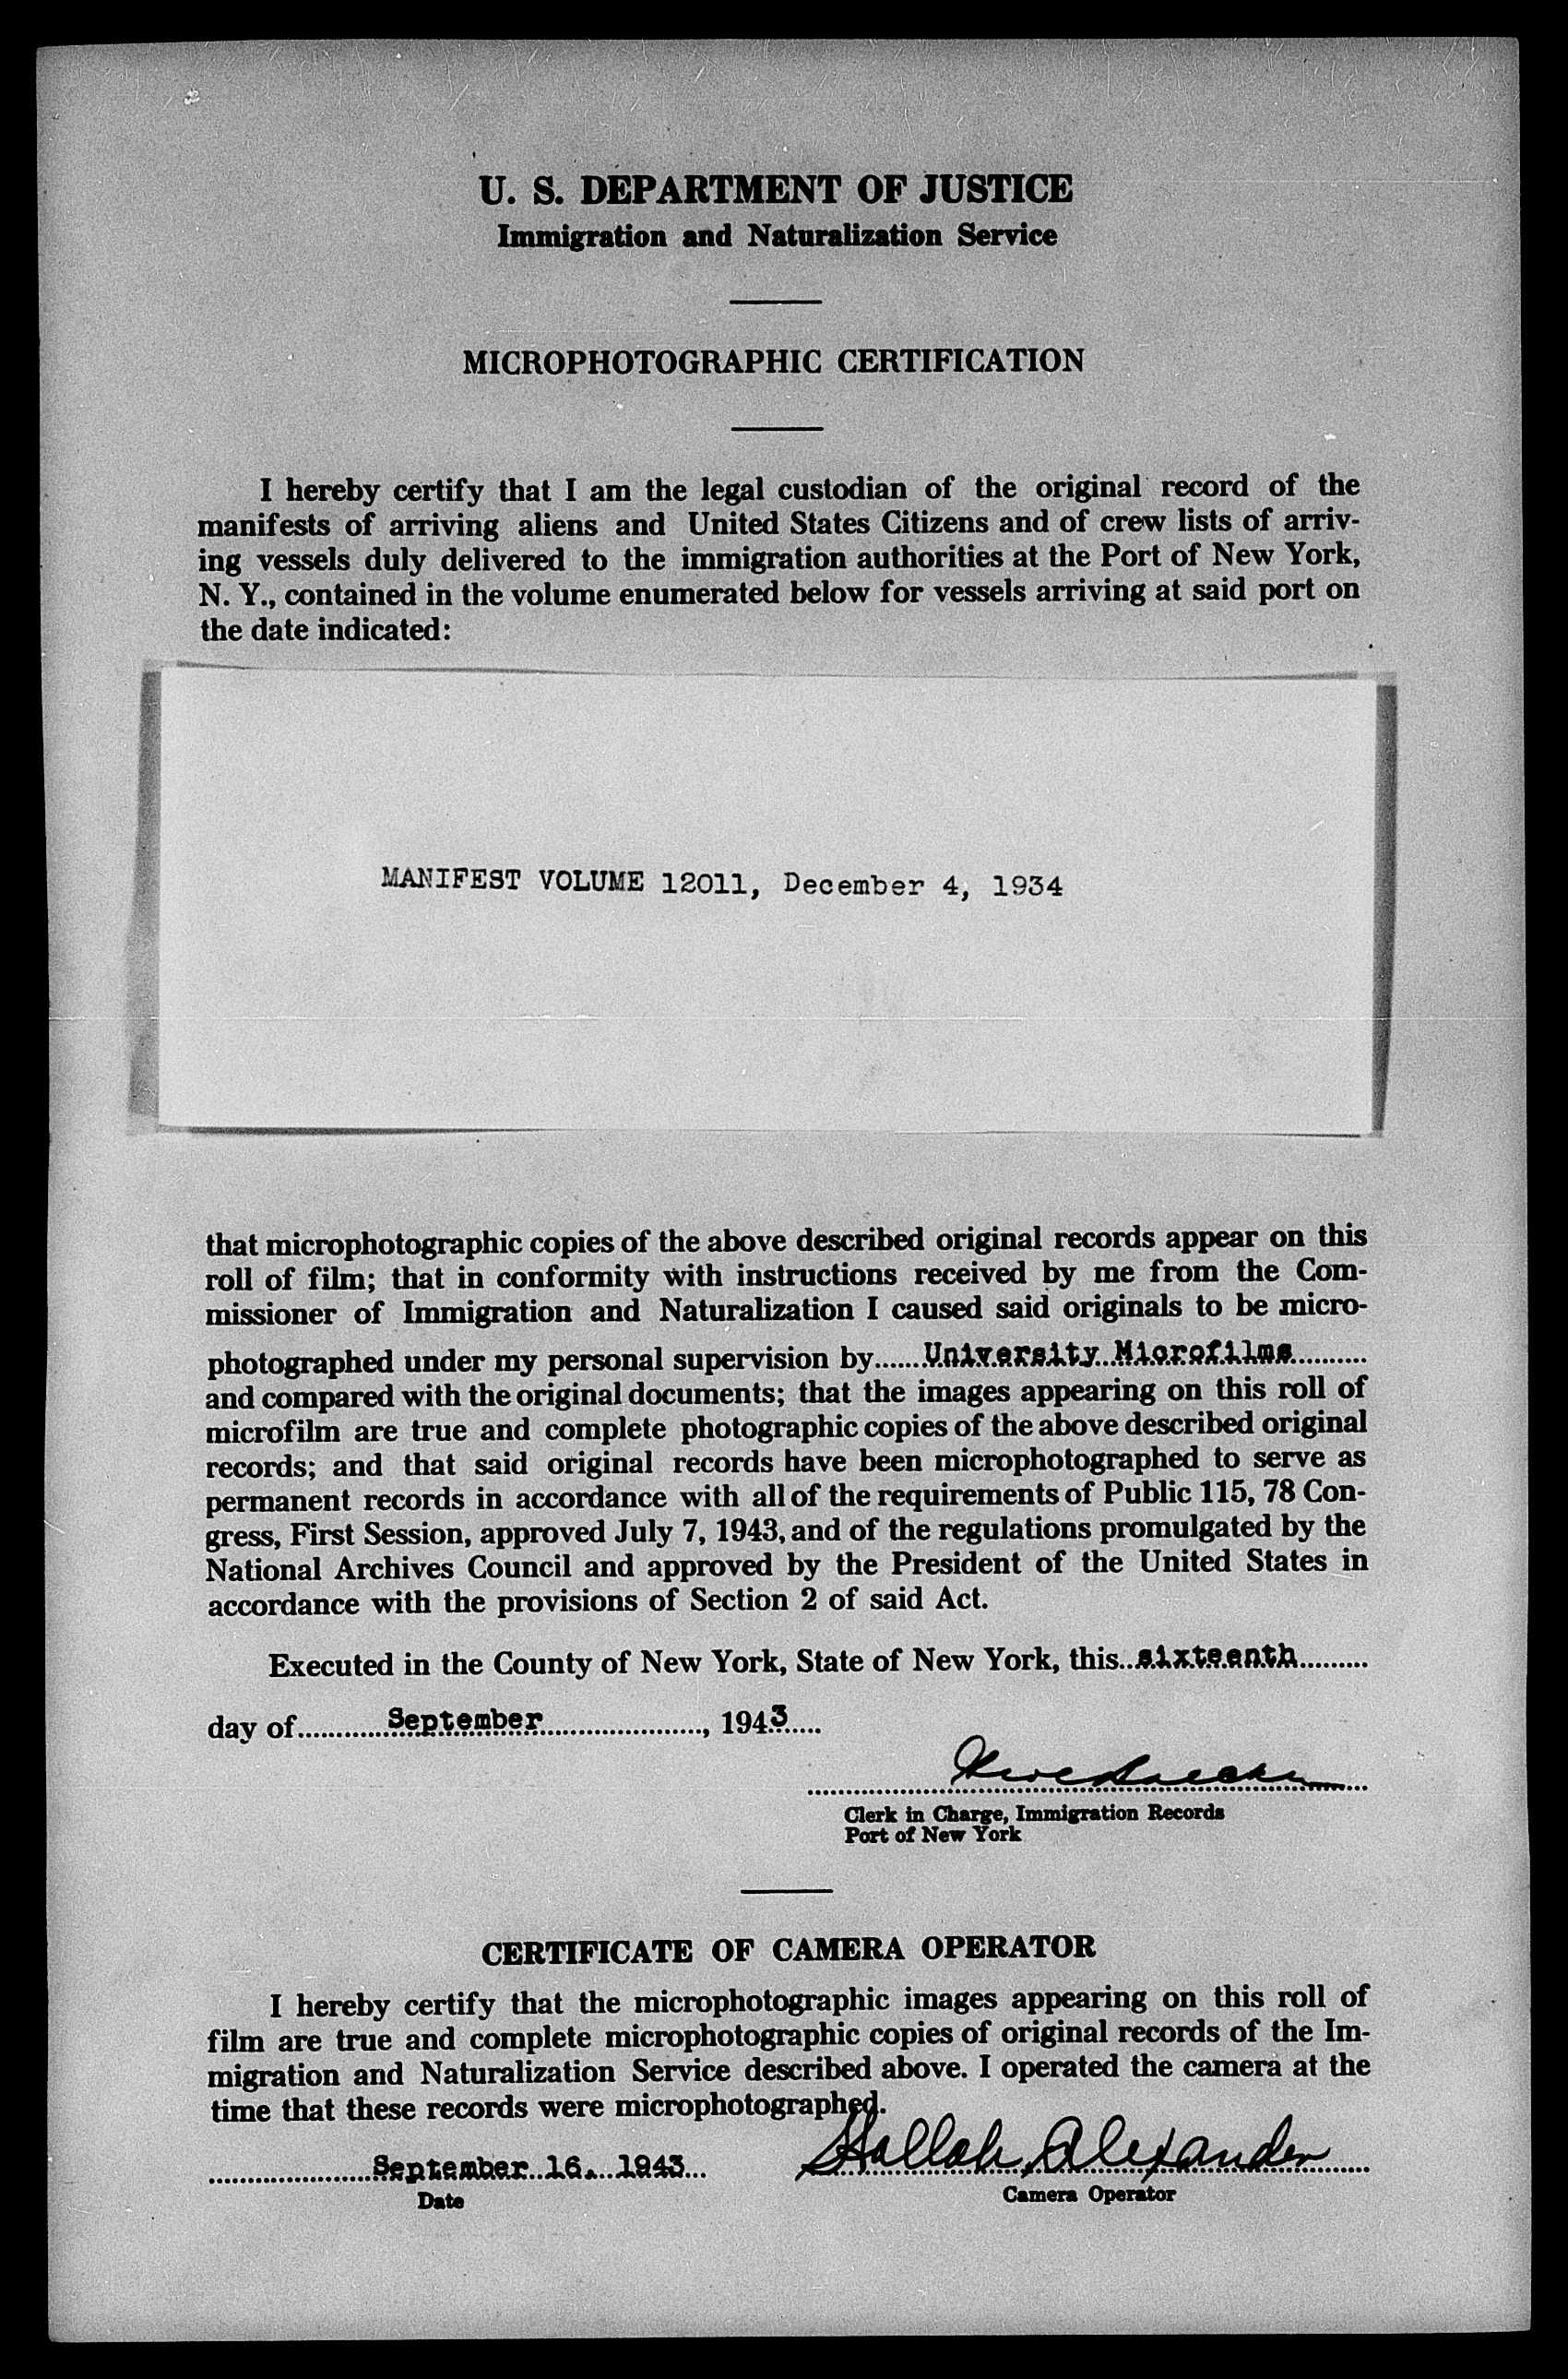 U. S. DEPARTMENT OF JUSTICE
Immigration and Naturalization Service
MICROPHOTOGRAPHIC CERTIFICATION
I hereby certify that I am the legal custodian of the original record of the
manifests of arriving aliens and United States Citizens and of crew lists of arriv-
ing vessels duly delivered to the immigration authorities at the Port of New York,
N. Y., contained in the volume enumerated below for vessels arriving at said port on
the date indicated:
MANIFEST VOLUME 12011, December 4, 1934
that microphotographic copies of the above described original records appear on this
roll of film; that in conformity with instructions received by me from the Com-
missioner of Immigration and Naturalization I caused said originals to be micro-
photographed under my personal supervision by......University Microfilms..........
and compared with the original documents; that the images appearing on this roll of
microfilm are true and complete photographic copies of the above described original
records; and that said original records have been microphotographed to serve as
permanent records in accordance with all of the requirements of Public 115, 78 Con-
gress, First Session, approved July 7, 1943, and of the regulations promulgated by the
National Archives Council and approved by the President of the United States in
accordance with the provisions of Section 2 of said Act.
Executed in the County of New York, State of New York, this..sixteenth.........
day of............September....................., 1943.....
Clerk in Charge, Immigration Records
Port of New York
CERTIFICATE OF CAMERA OPERATOR
I hereby certify that the microphotographic images appearing on this roll of
film are true and complete microphotographic copies of original records of the Im-
migration and Naturalization Service described above. I operated the camera at the
time that these records were microphotographed.
September 16, 1943 Alexander
Date
Camera Operator